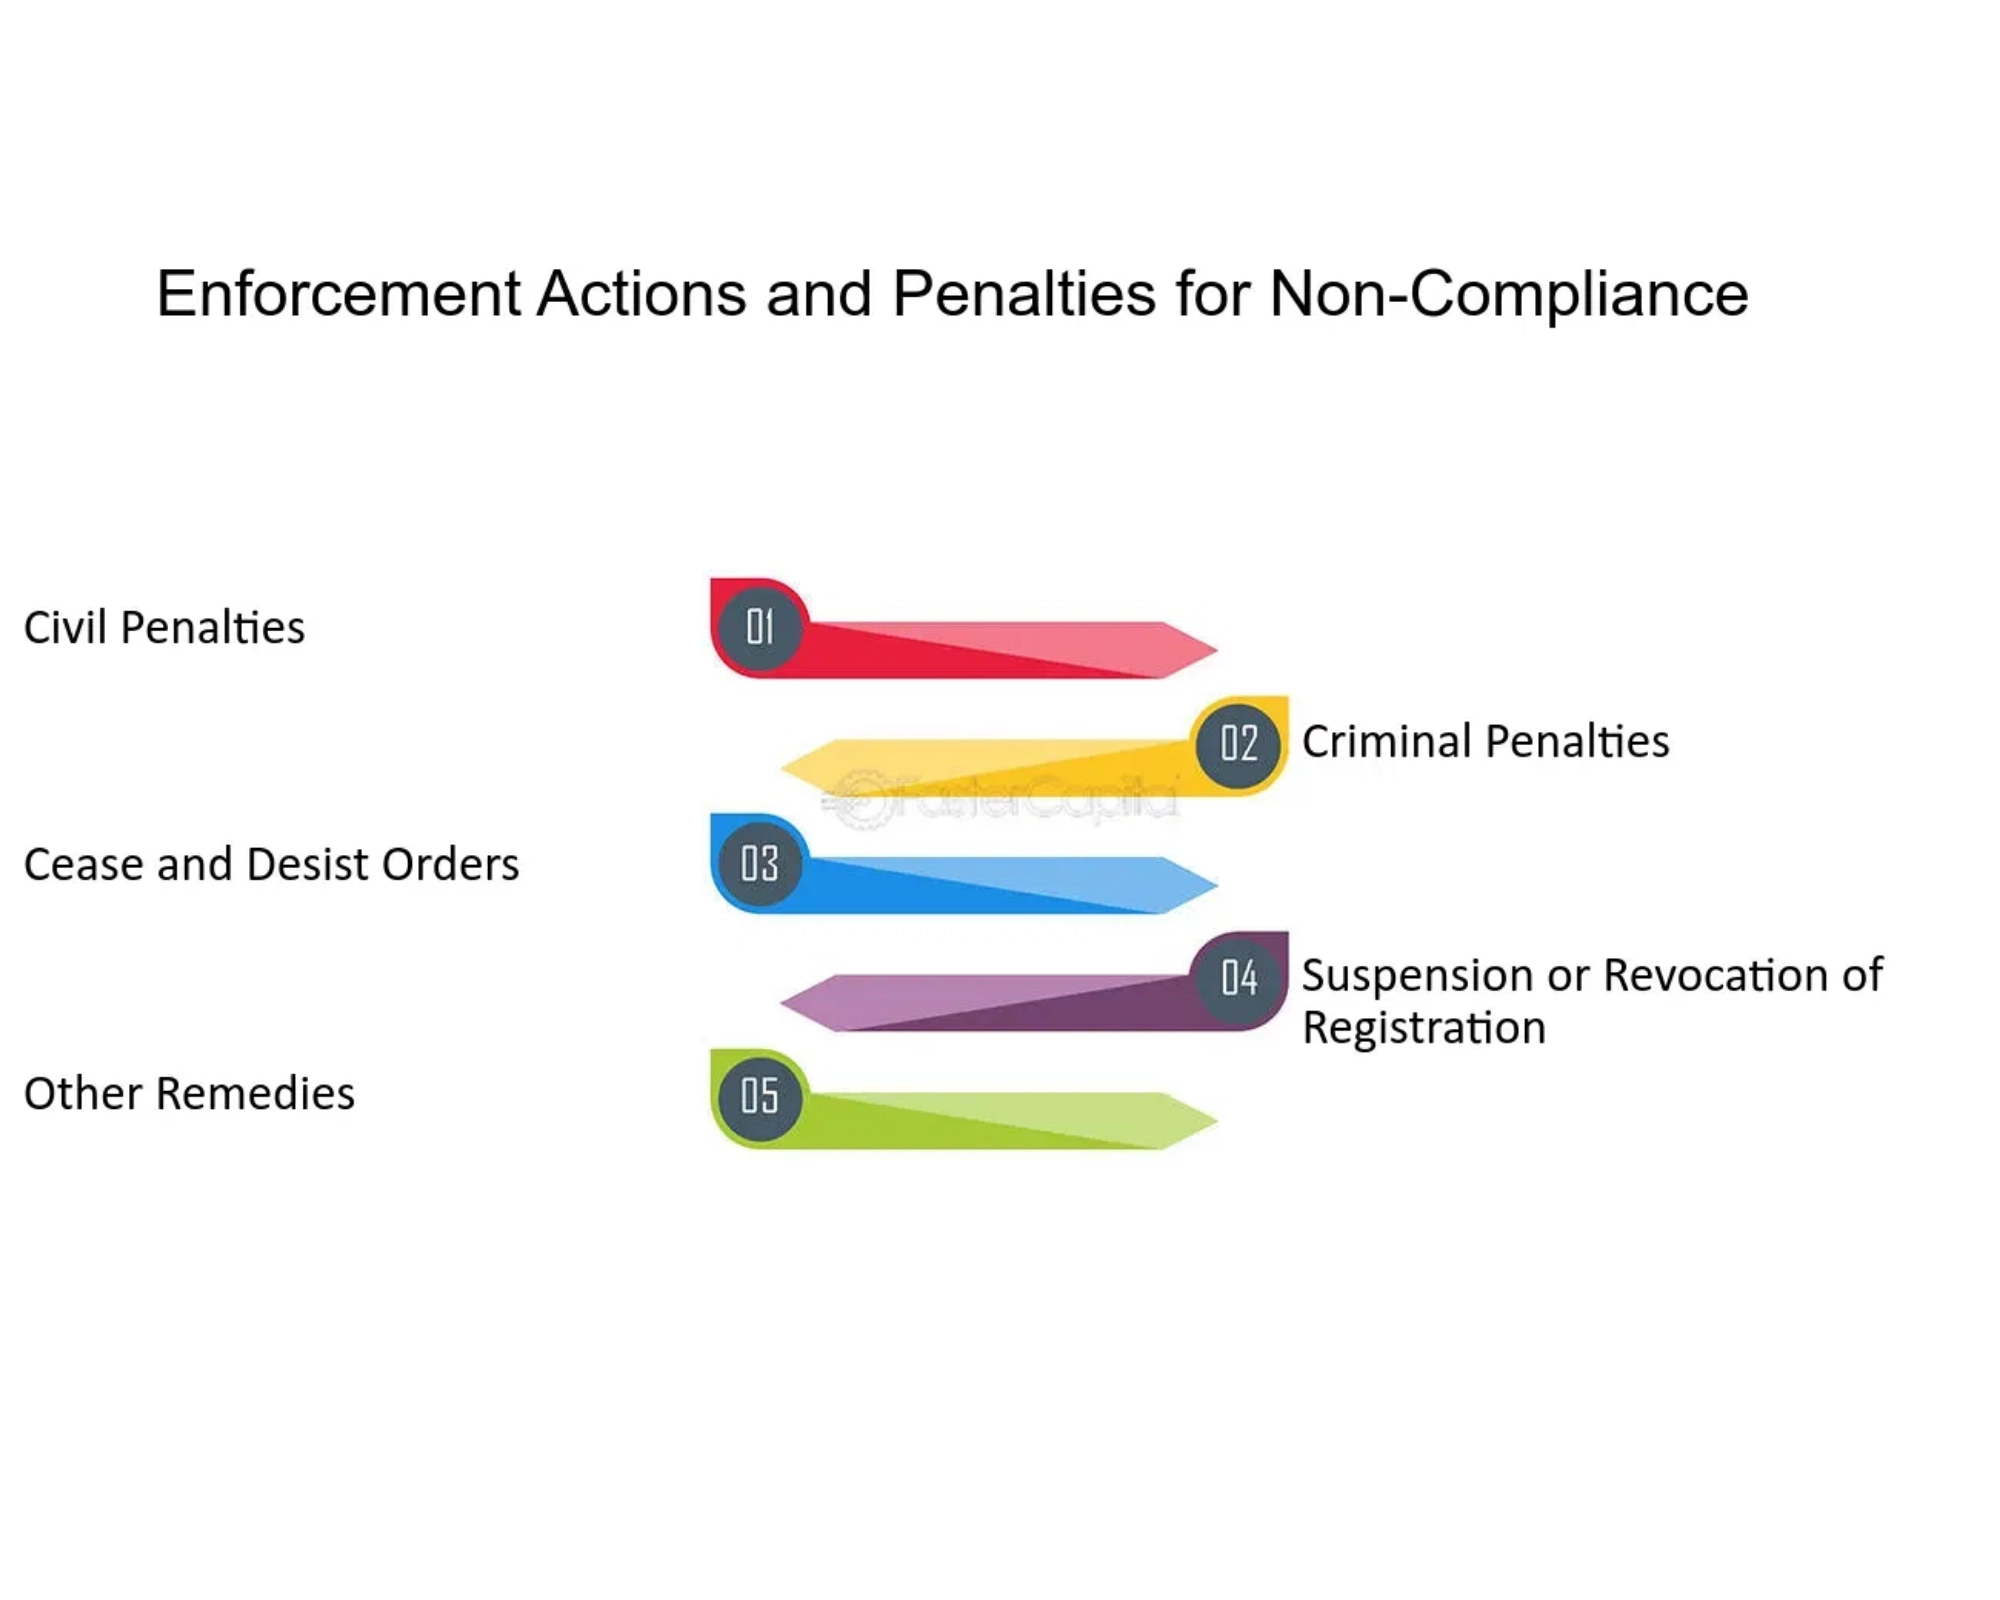 Enforcement Actions and Penalties for Non-Compliance
Civil Penalties
01
02
Criminal Penalties
FasterCapital
Cease and Desist Orders
03
04
Suspension or Revocation of
Registration
Other Remedies
05